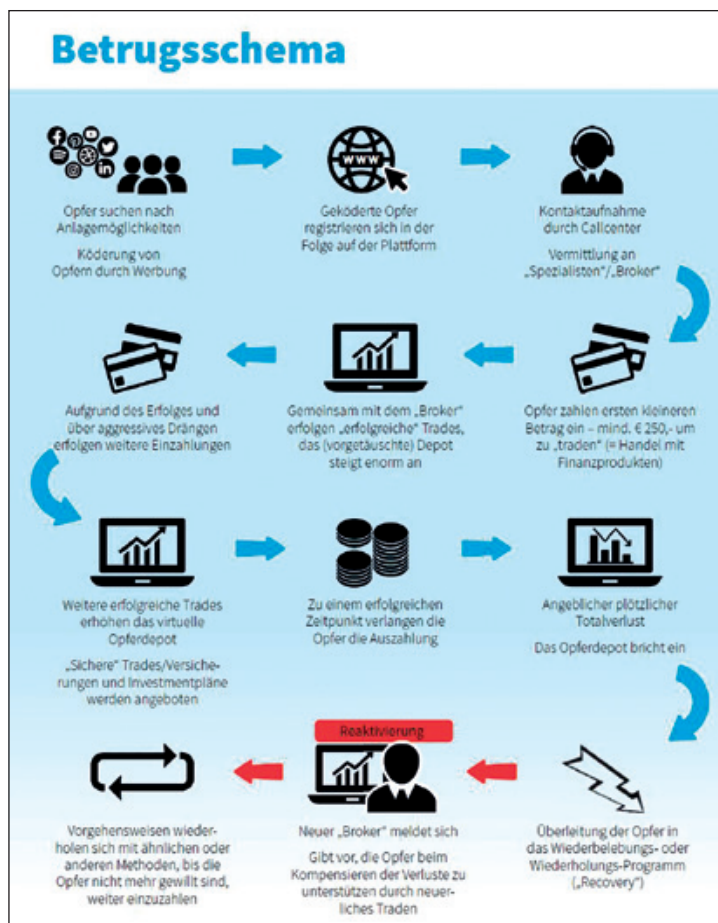 Betrugsschema
Opfer suchen nach
Anlagemöglichkeiten
Köderung von
Opfern durch Werbung
www
Geköderte Opfer
registrieren sich in der
Folge auf der Plattform
Kontaktaufnahme
durch Callcenter
Vermittlung an
„Spezialisten“/„Broker“
Aufgrund des Erfolges und
über aggressives Drängen
erfolgen weitere Einzahlungen
Gemeinsam mit dem „Broker“
erfolgen „erfolgreiche“ Trades,
das (vorgetäuschte) Depot
steigt enorm an
Opfer zahlen ersten kleineren
Betrag ein – mind. € 250,- um
zu „traden“ (= Handel mit
Finanzprodukten)
Weitere erfolgreiche Trades
erhöhen das virtuelle
Opferdepot
„Sichere“ Trades/Versiche-
rungen und Investmentpläne
werden angeboten
Zu einem erfolgreichen
Zeitpunkt verlangen die
Opfer die Auszahlung
Angeblicher plötzlicher
Totalverlust
Das Opferdepot bricht ein
Vorgehensweisen wieder-
holen sich mit ähnlichen oder
anderen Methoden, bis die
Opfer nicht mehr gewillt sind,
weiter einzuzahlen
Reaktivierung
Neuer „Broker“ meldet sich
Gibt vor, die Opfer beim
Kompensieren der Verluste zu
unterstützen durch neuer-
liches Traden
Überleitung der Opfer in
das Wiederbelebungs- oder
Wiederholungs-Programm
(„Recovery“)